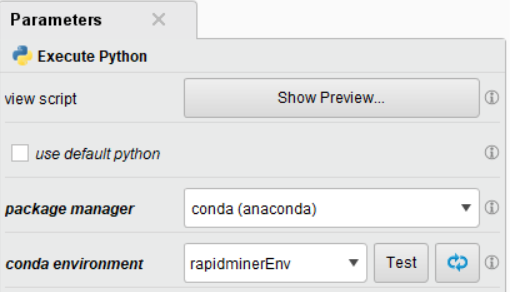 Parameters
Execute Python
view script Show Preview...
use default python
package manager conda (anaconda)
conda environment rapidminerEnv Test